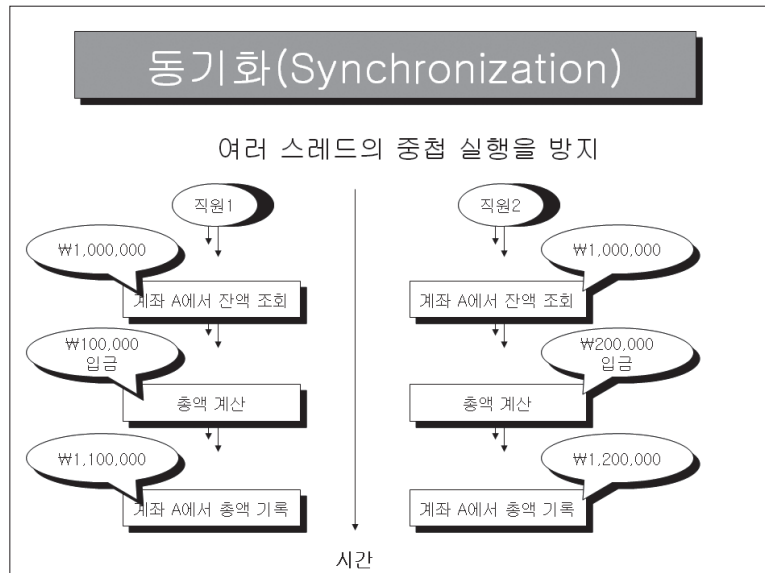 동기화(Synchronization)
여러 스레드의 중첩 실행을 방지
직원1
₩1,000,000
계좌 A에서 잔액 조회
₩100,000
입금
총액 계산
₩1,100,000
계좌 A에서 총액 기록
직원2
₩1,000,000
계좌 A에서 잔액 조회
₩200,000
입금
총액 계산
₩1,200,000
계좌 A에서 총액 기록
시간